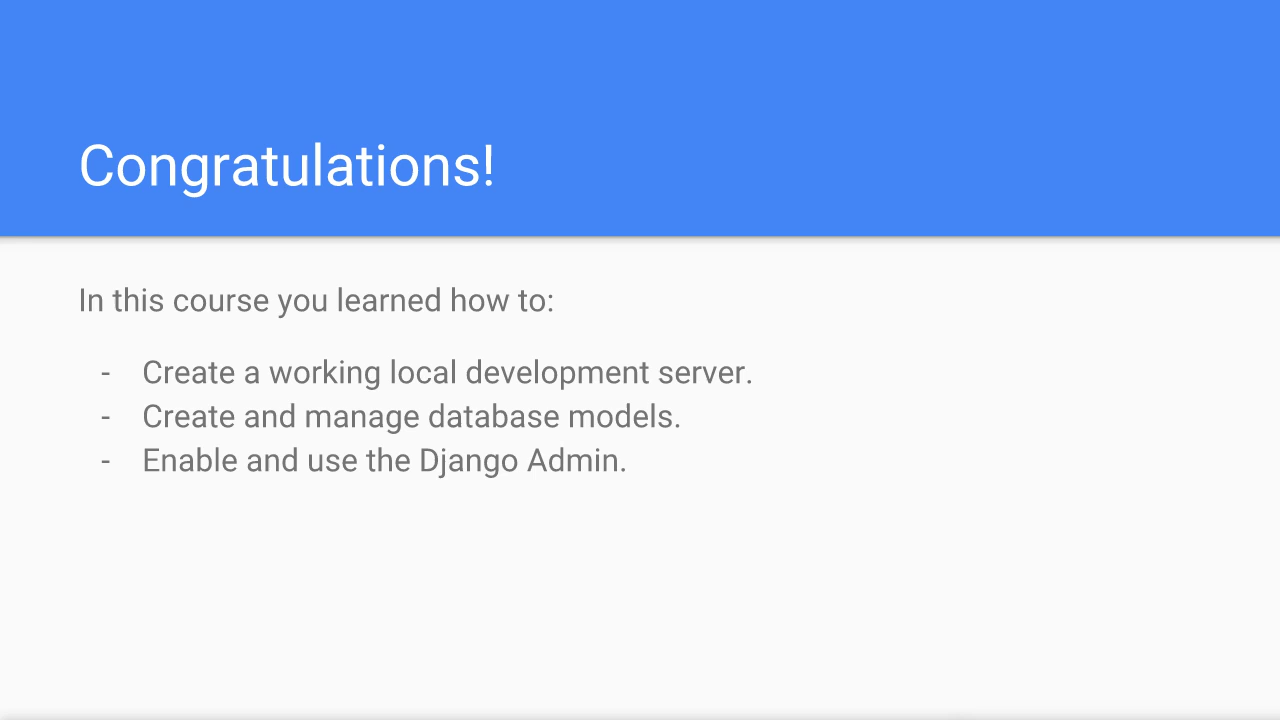 Congratulations!
In this course you learned how to:
- Create a working local development server.
- Create and manage database models.
- Enable and use the Django Admin.